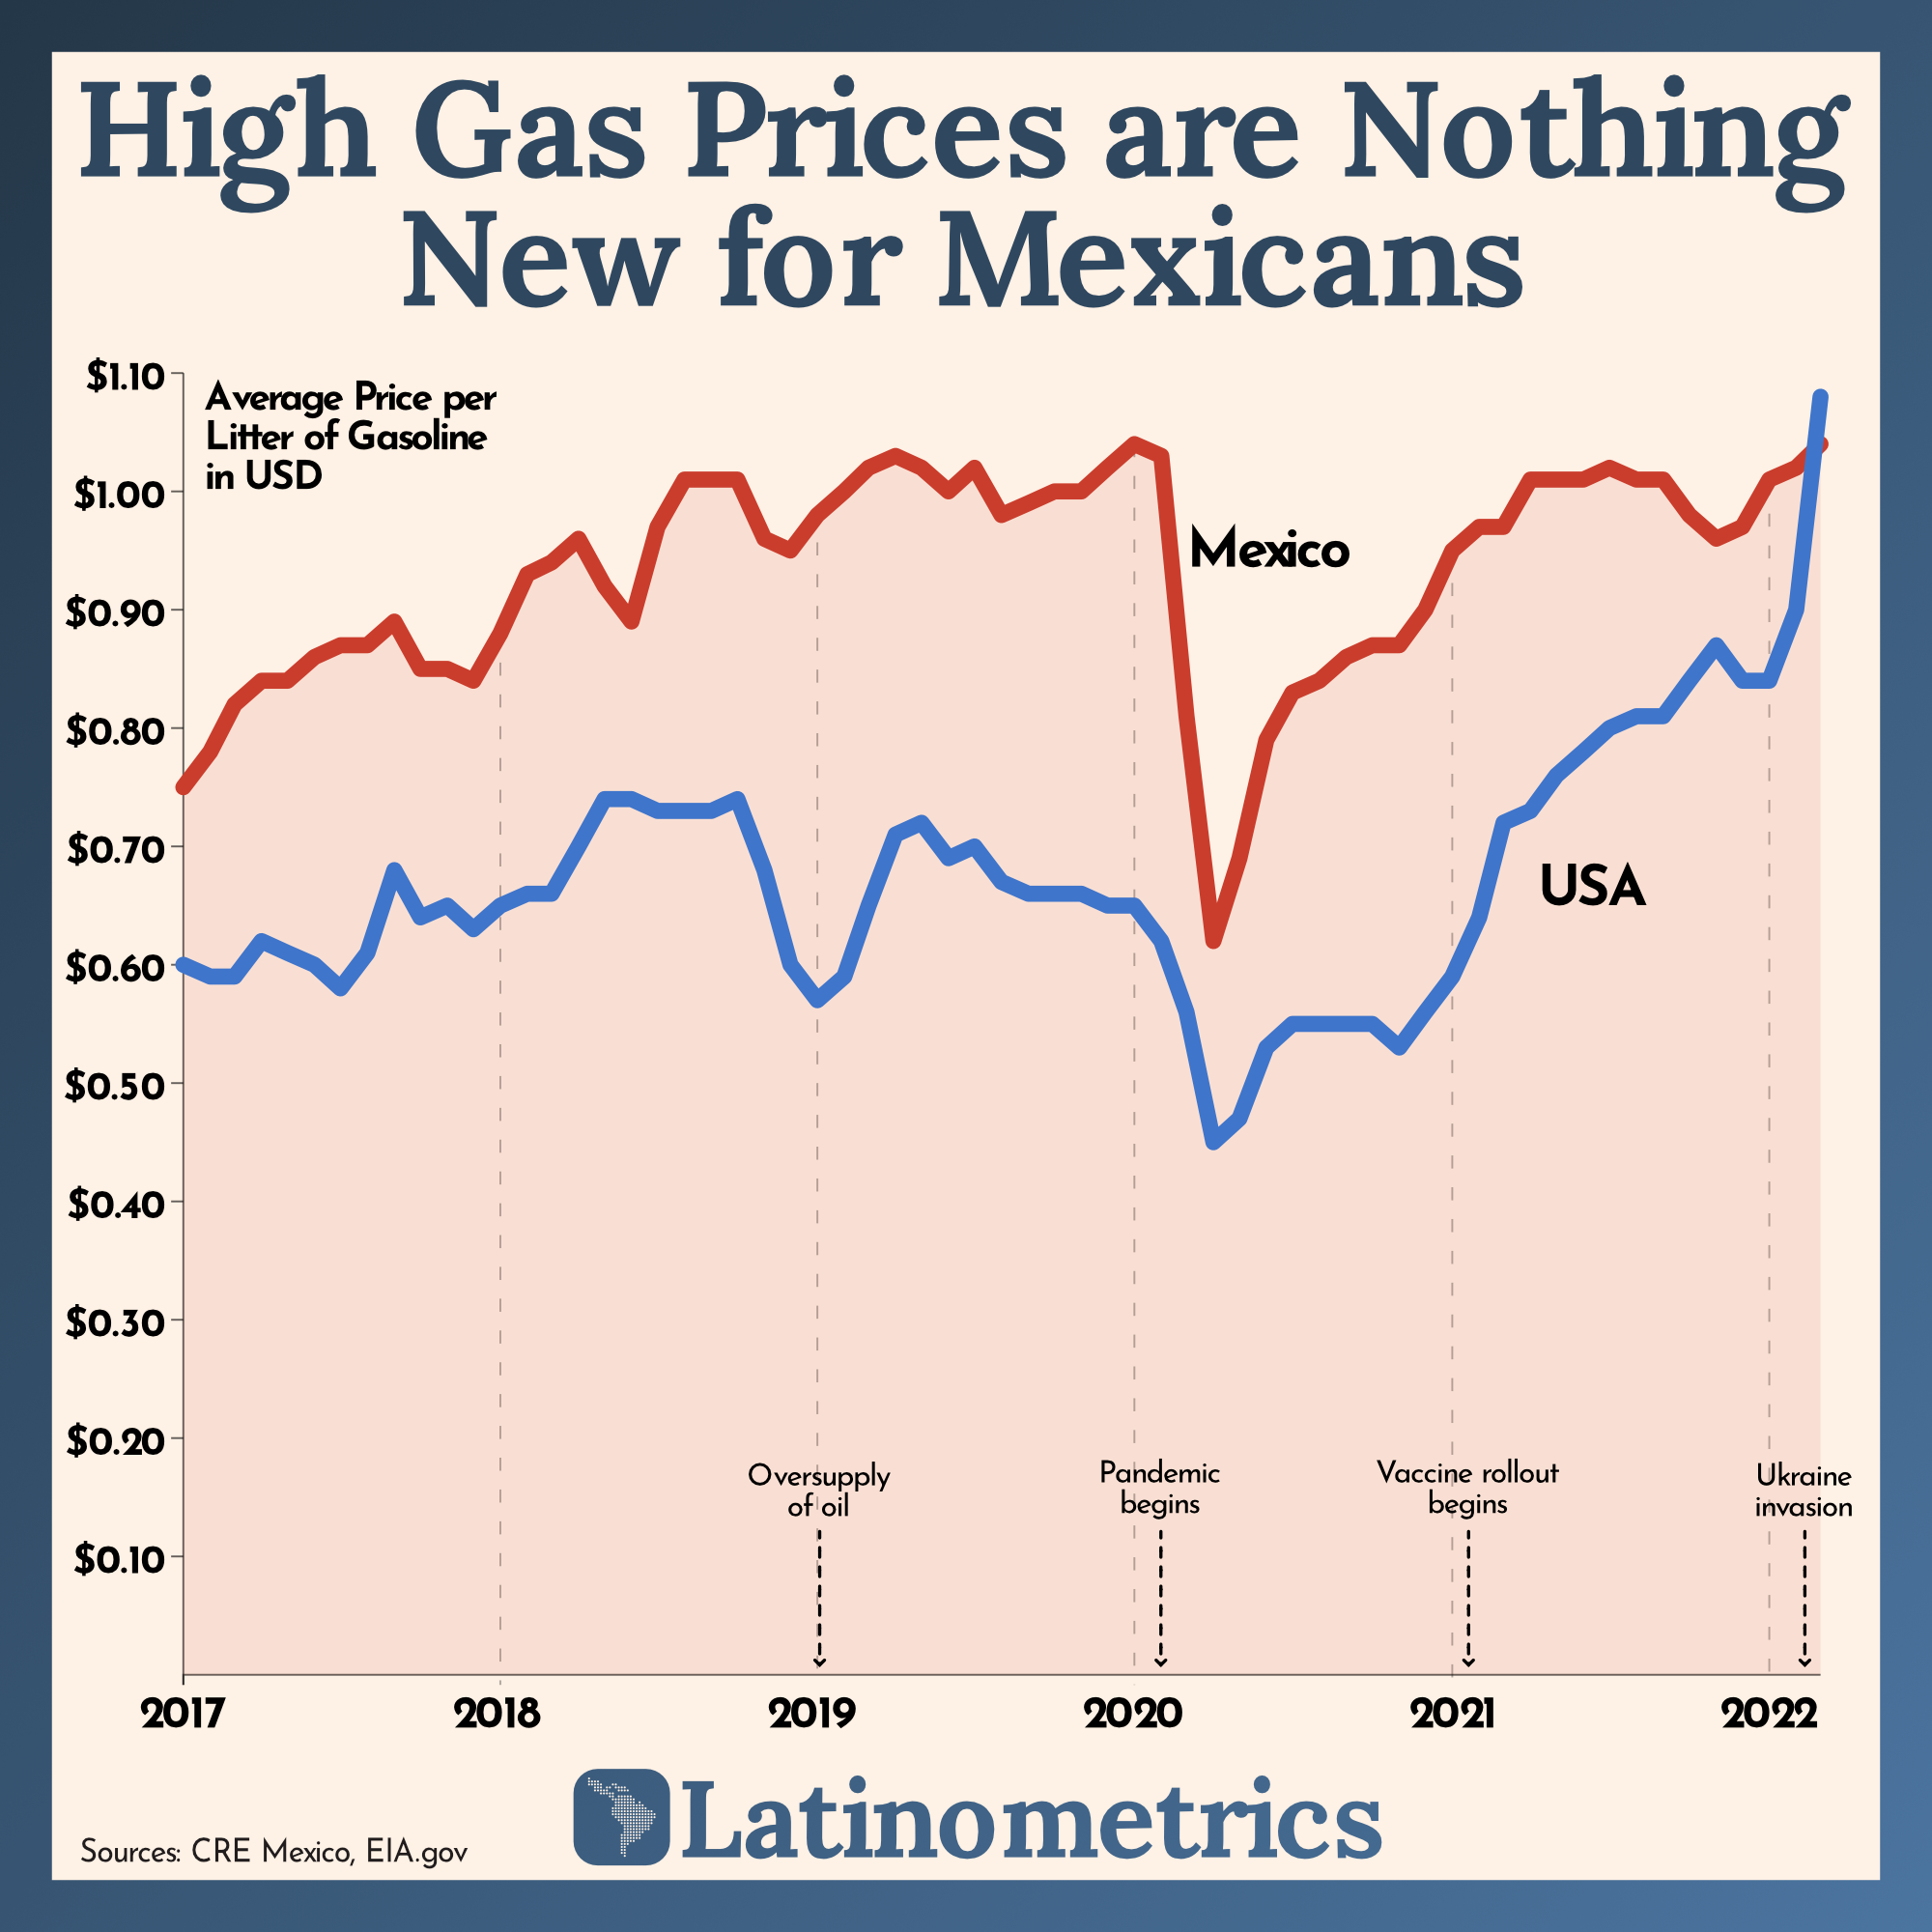 High Gas Prices are Nothing
New for Mexicans
$1.10
Average Price per
Litter of Gasoline
in USD
$1.00
$0.90
$0.80
$0.70
$0.60
$0.50
$0.40
$0.30
$0.20
$0.10
Mexico
USA
Oversupply
of oil
Pandemic
begins
Vaccine rollout
begins
Ukraine
invasion
2017
2018
2019
2020
2021
2022
Sources: CRE Mexico, EIA.gov
Latinometrics